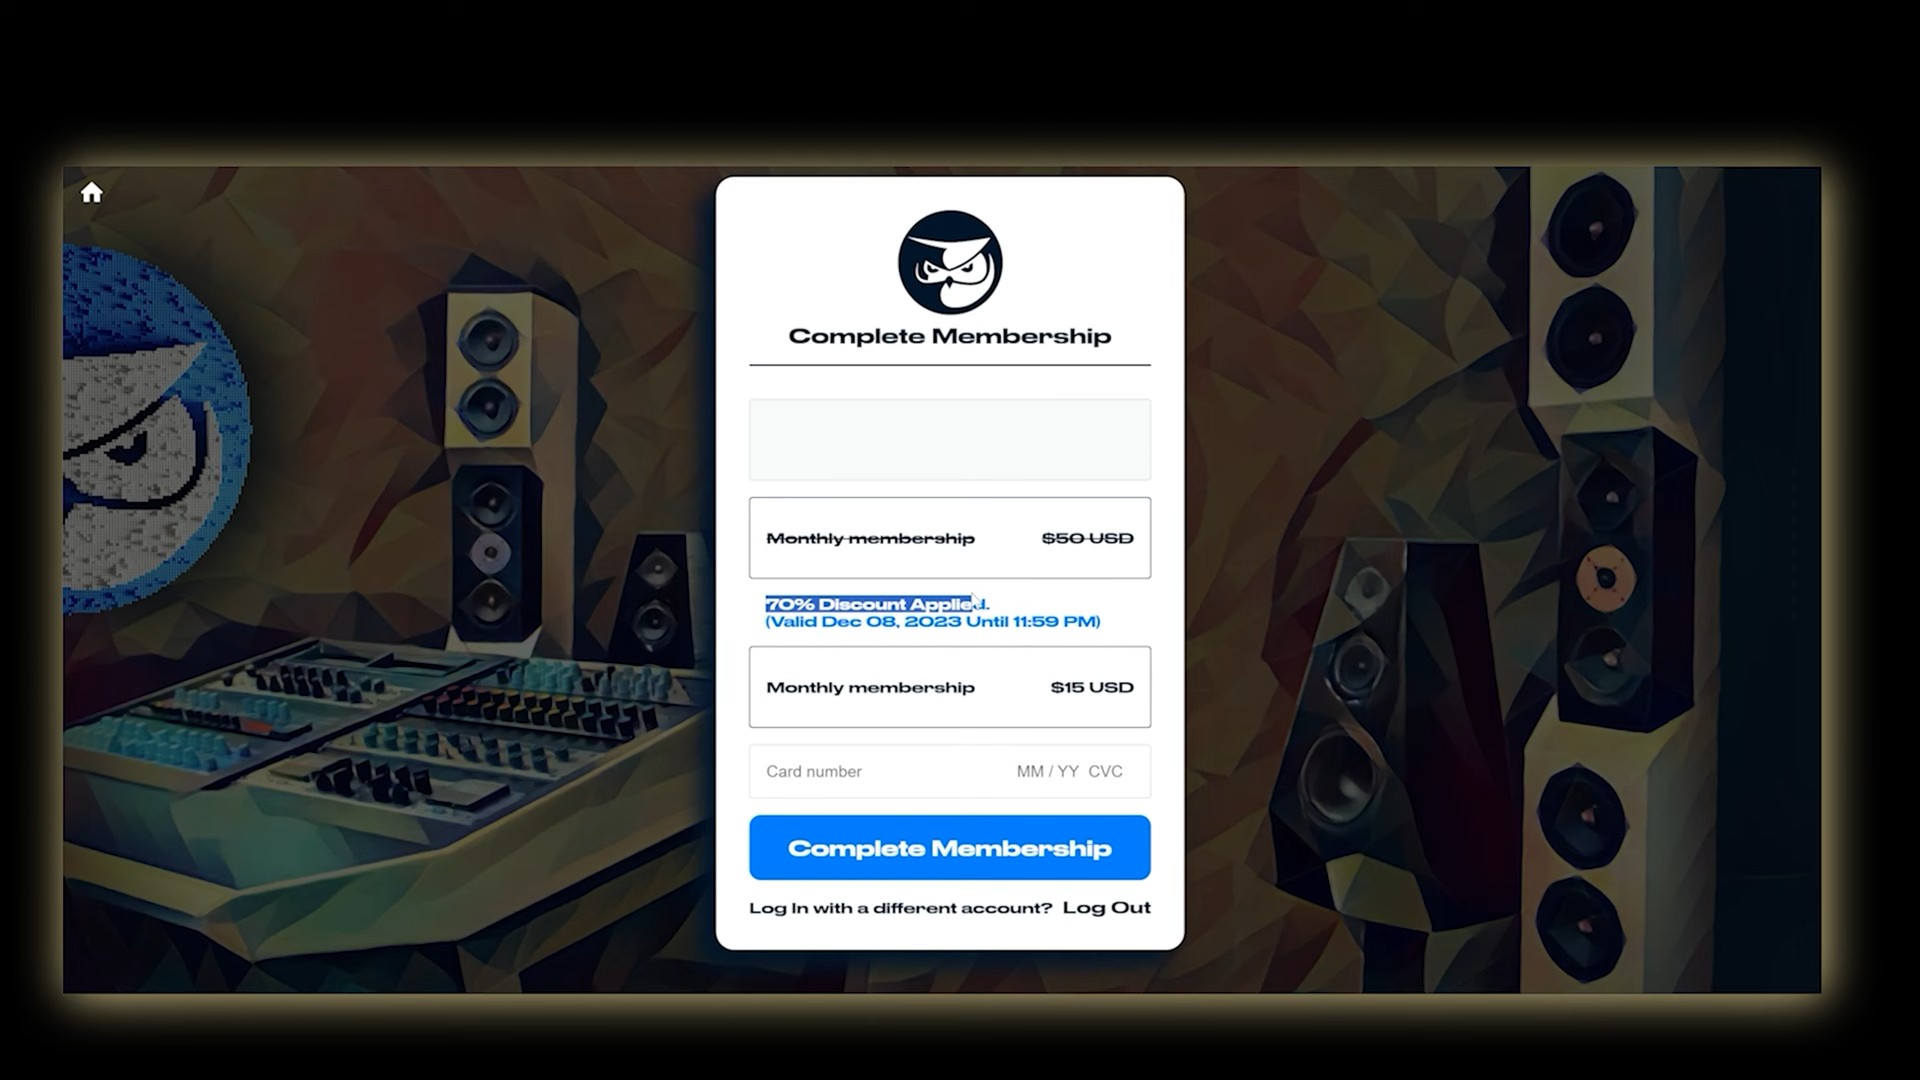 Complete Membership
Monthly membership $50 USD
70% Discount Applied.
(Valid Dec 08, 2023 Until 11:59 PM)
Monthly membership $15 USD
Card number MM / YY CVC
Complete Membership
Log In with a different account? Log Out